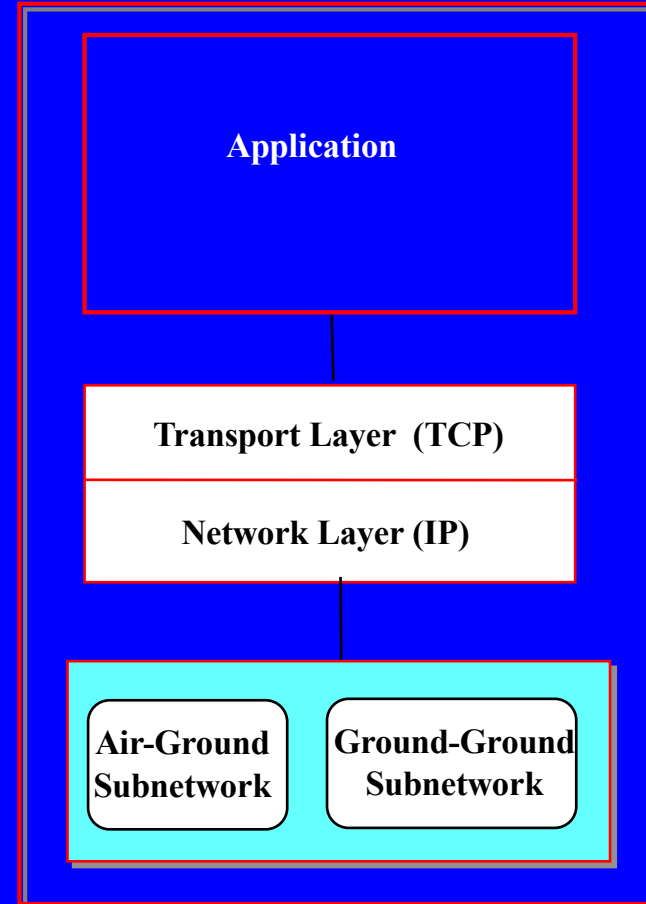 Application
Transport Layer (TCP)
Network Layer (IP)
Air-Ground
Subnetwork
Ground-Ground
Subnetwork